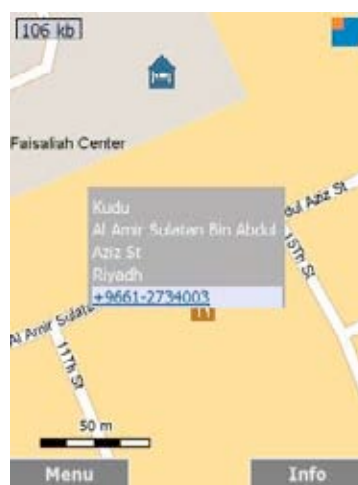 106 kb
Faisaliah Center
Kudu
Al Amir Sulatan Bin Abdul
Aziz St
Riyadh
+9661-2734003
dul Aziz St
15Th St
Al Amir Sulata
11Th St
50 m
Menu
Info